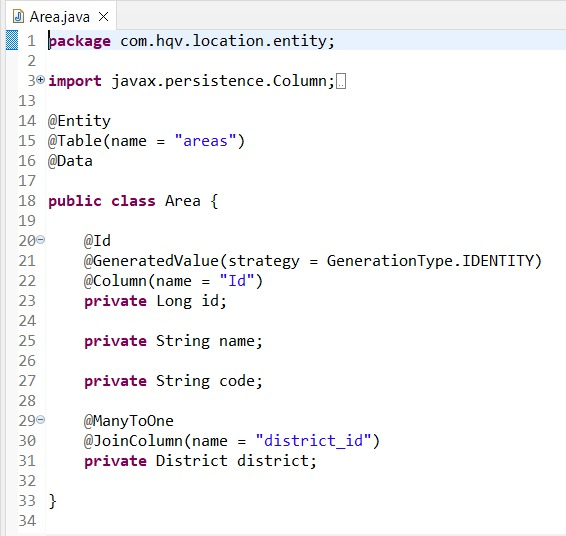 Area.java
1 package com.hqv.location.entity;
2
3 import javax.persistence.Column;
13
14 @Entity
15 @Table(name = "areas")
16 @Data
17
18 public class Area {
19
20 @Id
21 @GeneratedValue(strategy = GenerationType.IDENTITY)
22 @Column(name = "Id")
23 private Long id;
24
25 private String name;
26
27 private String code;
28
29 @ManyToOne
30 @JoinColumn(name = "district_id")
31 private District district;
32
33 }
34